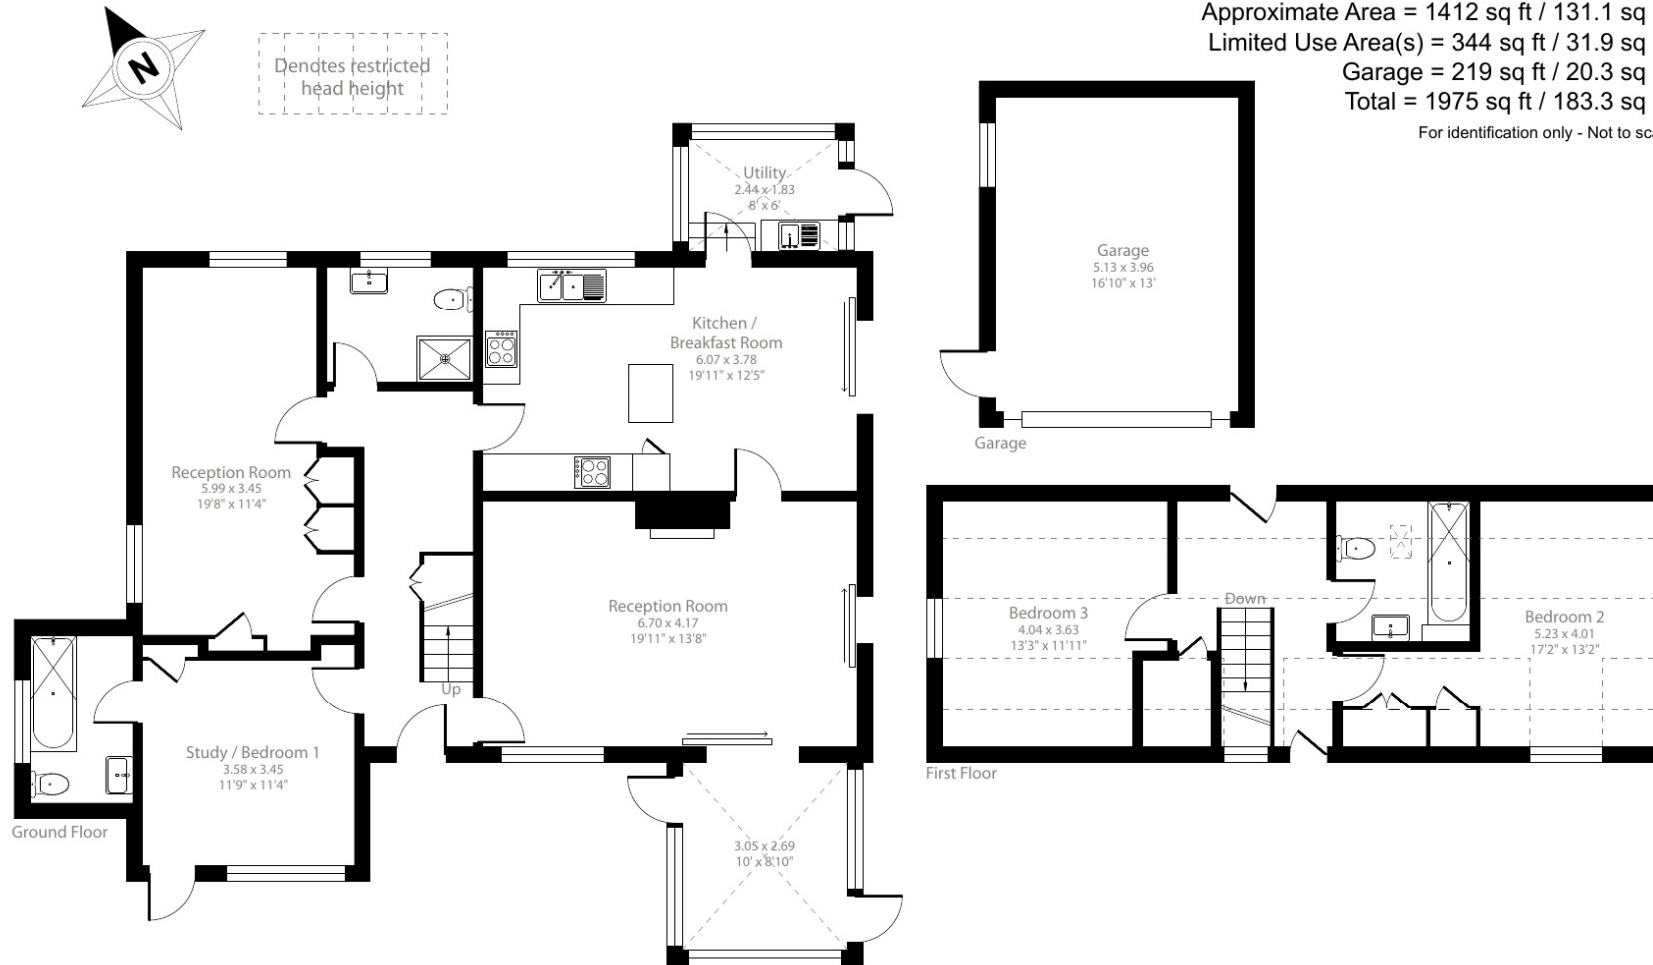 Approximate Area = 1412 sq ft / 131.1 sq
Limited Use Area(s) = 344 sq ft / 31.9 sq
Garage = 219 sq ft / 20.3 sq
Total = 1975 sq ft / 183.3 sq
For identification only - Not to sca
N
Denotes restricted
head height
Utility
2.44 x 1.83
8' x 6'
Garage
5.13 x 3.96
16'10" x 13'
Garage
Kitchen /
Breakfast Room
6.07 x 3.78
19'11" x 12'5"
Reception Room
5.99 x 3.45
19'8" x 11'4"
Reception Room
6.70 x 4.17
19'11" x 13'8"
Up
Study / Bedroom 1
3.58 x 3.45
11'9" x 11'4"
Ground Floor
3.05 x 2.69
10' x 8'10"
Down
Bedroom 3
4.04 x 3.63
13'3" x 11'11"
Bedroom 2
5.23 x 4.01
17'2" x 13'2"
First Floor